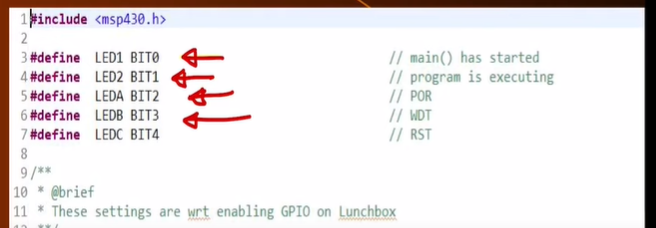 1 #include <msp430.h>
2
3 #define LED1 BIT0 // main() has started
4 #define LED2 BIT1 // program is executing
5 #define LEDA BIT2 // POR
6 #define LEDB BIT3 // WDT
7 #define LEDC BIT4 // RST
8
9 /**
10 * @brief
11 * These settings are wrt enabling GPIO on Lunchbox
12 **/